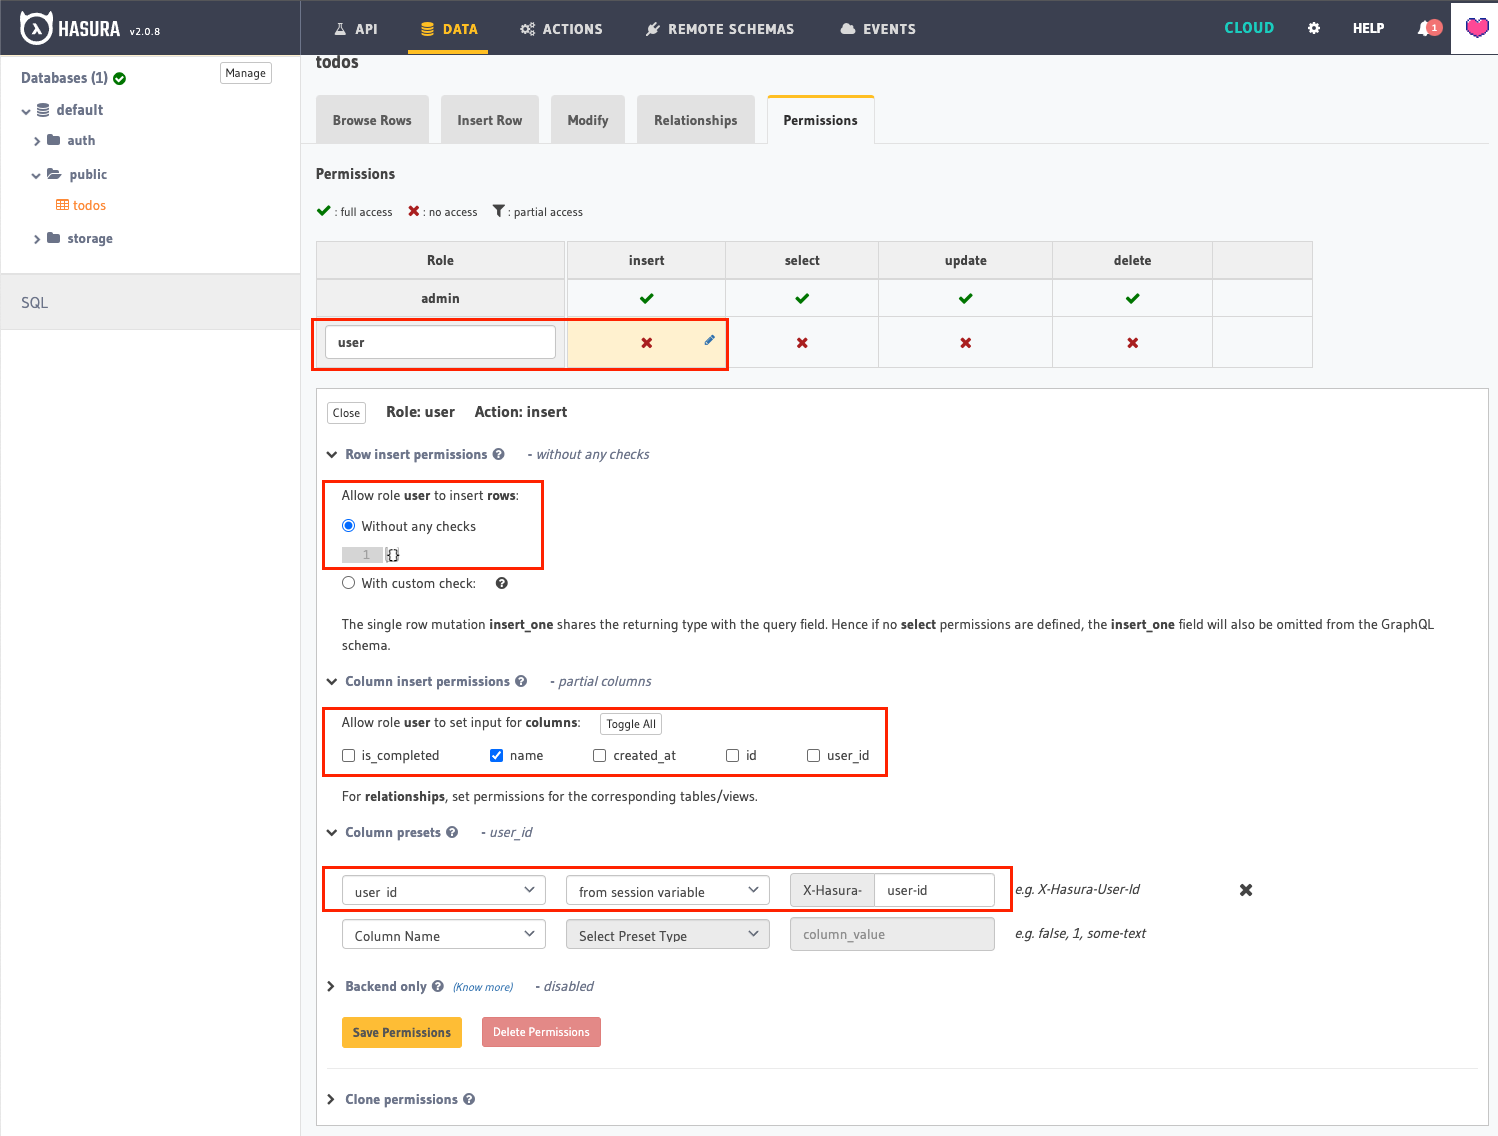 HASURA v2.0.8
API
DATA
ACTIONS
REMOTE SCHEMAS
EVENTS
CLOUD
HELP
1
Databases (1)
Manage
default
auth
public
todos
storage
SQL
todos
Browse Rows
Insert Row
Modify
Relationships
Permissions
Permissions
: full access : no access : partial access
Role insert select update delete
admin
user
Close Role: user Action: insert
Row insert permissions - without any checks
Allow role user to insert rows:
Without any checks
1 {}
With custom check:
The single row mutation insert_one shares the returning type with the query field. Hence if no select permissions are defined, the insert_one field will also be omitted from the GraphQL
schema.
Column insert permissions - partial columns
Allow role user to set input for columns: Toggle All
is_completed name created_at id user_id
For relationships, set permissions for the corresponding tables/views.
Column presets - user_id
user_id from session variable X-Hasura- user-id e.g. X-Hasura-User-Id
Column Name Select Preset Type column_value e.g. false, 1, some-text
Backend only (Know more) - disabled
Save Permissions Delete Permissions
Clone permissions